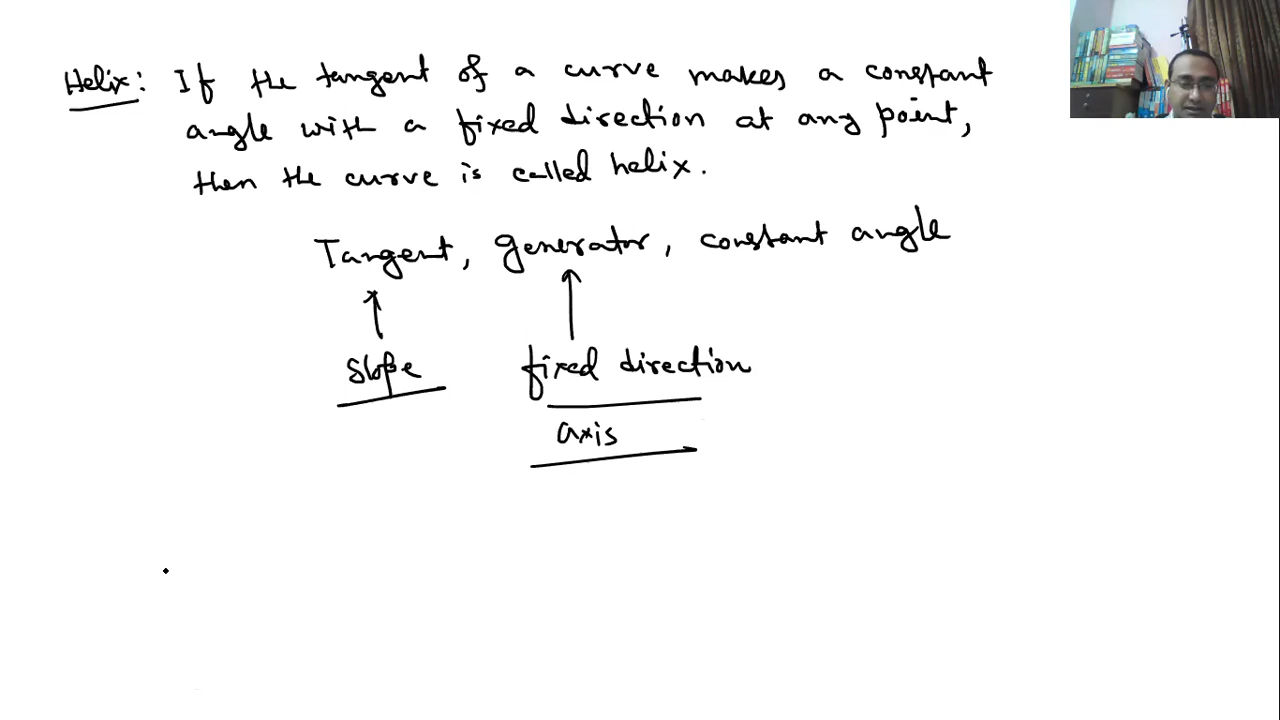 Helix: If the tangent of a curve makes a constant
angle with a fixed direction at any point,
then the curve is called helix.
Tangent, generator, constant angle
slope fixed direction
axis